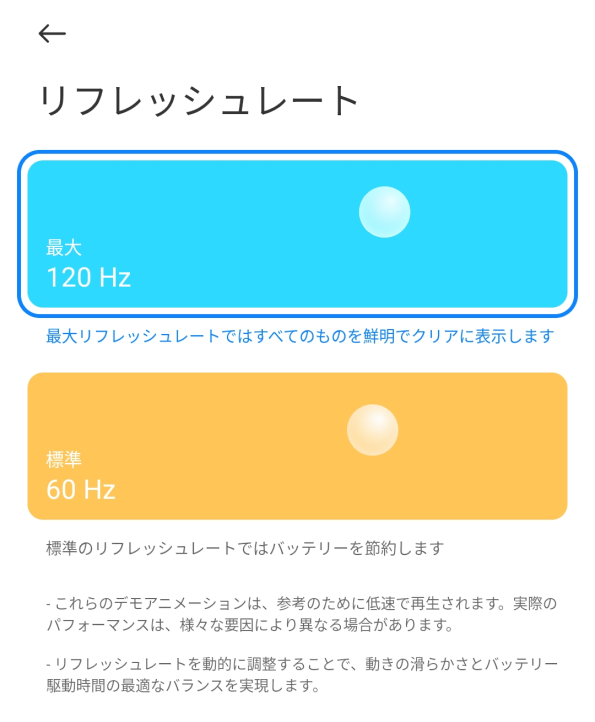 リフレッシュレート
最大
120 Hz
最大リフレッシュレートではすべてのものを鮮明でクリアに表示します
標準
60 Hz
標準のリフレッシュレートではバッテリーを節約します
- これらのデモアニメーションは、参考のために低速で再生されます。実際の
パフォーマンスは、様々な要因により異なる場合があります。
- リフレッシュレートを動的に調整することで、動きの滑らかさとバッテリー
駆動時間の最適なバランスを実現します。